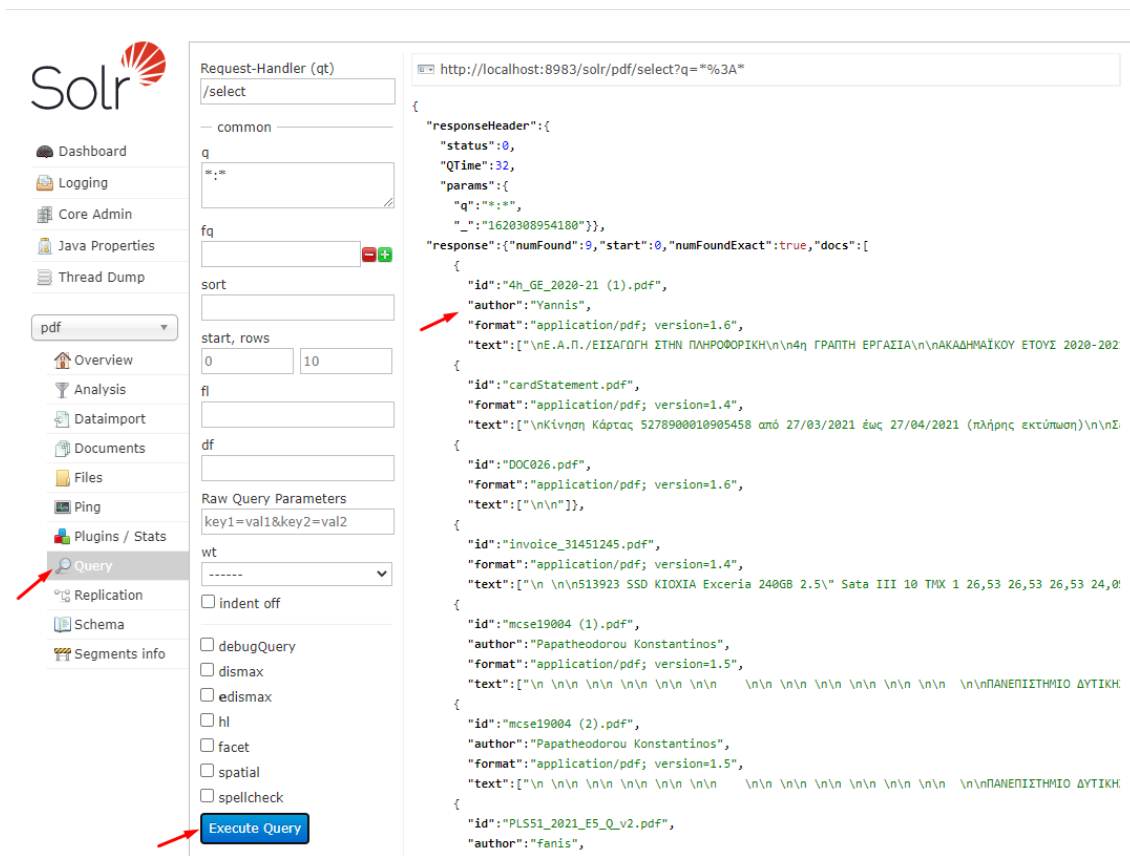 Solr
Dashboard
Logging
Core Admin
Java Properties
Thread Dump
pdf
Overview
Analysis
Dataimport
Documents
Files
Ping
Plugins / Stats
Query
Replication
Schema
Segments info
Request-Handler (qt)
/select
common
q
*:*
fq
sort
start, rows
0 10
fl
df
Raw Query Parameters
key1=val1&key2=val2
wt
------
indent off
debugQuery
dismax
edismax
hl
facet
spatial
spellcheck
Execute Query
http://localhost:8983/solr/pdf/select?q=*%3A*
{
"responseHeader":{
"status":0,
"QTime":32,
"params":{
"q":"*:*",
"_":"1620308954180"}},
"response":{"numFound":9,"start":0,"numFoundExact":true,"docs":[
{
"id":"4h_GE_2020-21 (1).pdf",
"author":"Yannis",
"format":"application/pdf; version=1.6",
"text":["\nΕ.Α.Π./ΕΙΣΑΓΩΓΗ ΣΤΗΝ ΠΛΗΡΟΦΟΡΙΚΗ\n\n4η ΓΡΑΠΤΗ ΕΡΓΑΣΙΑ\n\nΑΚΑΔΗΜΑΪΚΟΥ ΕΤΟΥΣ 2020-202
{
"id":"cardStatement.pdf",
"format":"application/pdf; version=1.4",
"text":["\nΚίνηση Κάρτας 5278900010905458 από 27/03/2021 έως 27/04/2021 (πλήρης εκτύπωση)\n\nΣ
{
"id":"DOC026.pdf",
"format":"application/pdf; version=1.6",
"text":["\n\n"]},
{
"id":"invoice_31451245.pdf",
"format":"application/pdf; version=1.4",
"text":["\n \n\n513923 SSD KIOXIA Exceria 240GB 2.5\" Sata III 10 ΤΜΧ 1 26,53 26,53 26,53 24,05
{
"id":"mcse19004 (1).pdf",
"author":"Papatheodorou Konstantinos",
"format":"application/pdf; version=1.5",
"text":["\n \n\n \n\n \n\n \n\n \n\n \n\n \n\n \n\n \n\n \n\n \n\nΠΑΝΕΠΙΣΤΗΜΙΟ ΔΥΤΙΚΗ
{
"id":"mcse19004 (2).pdf",
"author":"Papatheodorou Konstantinos",
"format":"application/pdf; version=1.5",
"text":["\n \n\n \n\n \n\n \n\n \n\n \n\n \n\n \n\n \n\n \n\n \n\nΠΑΝΕΠΙΣΤΗΜΙΟ ΔΥΤΙΚΗ
{
"id":"PLS51_2021_E5_Q_v2.pdf",
"author":"fanis",